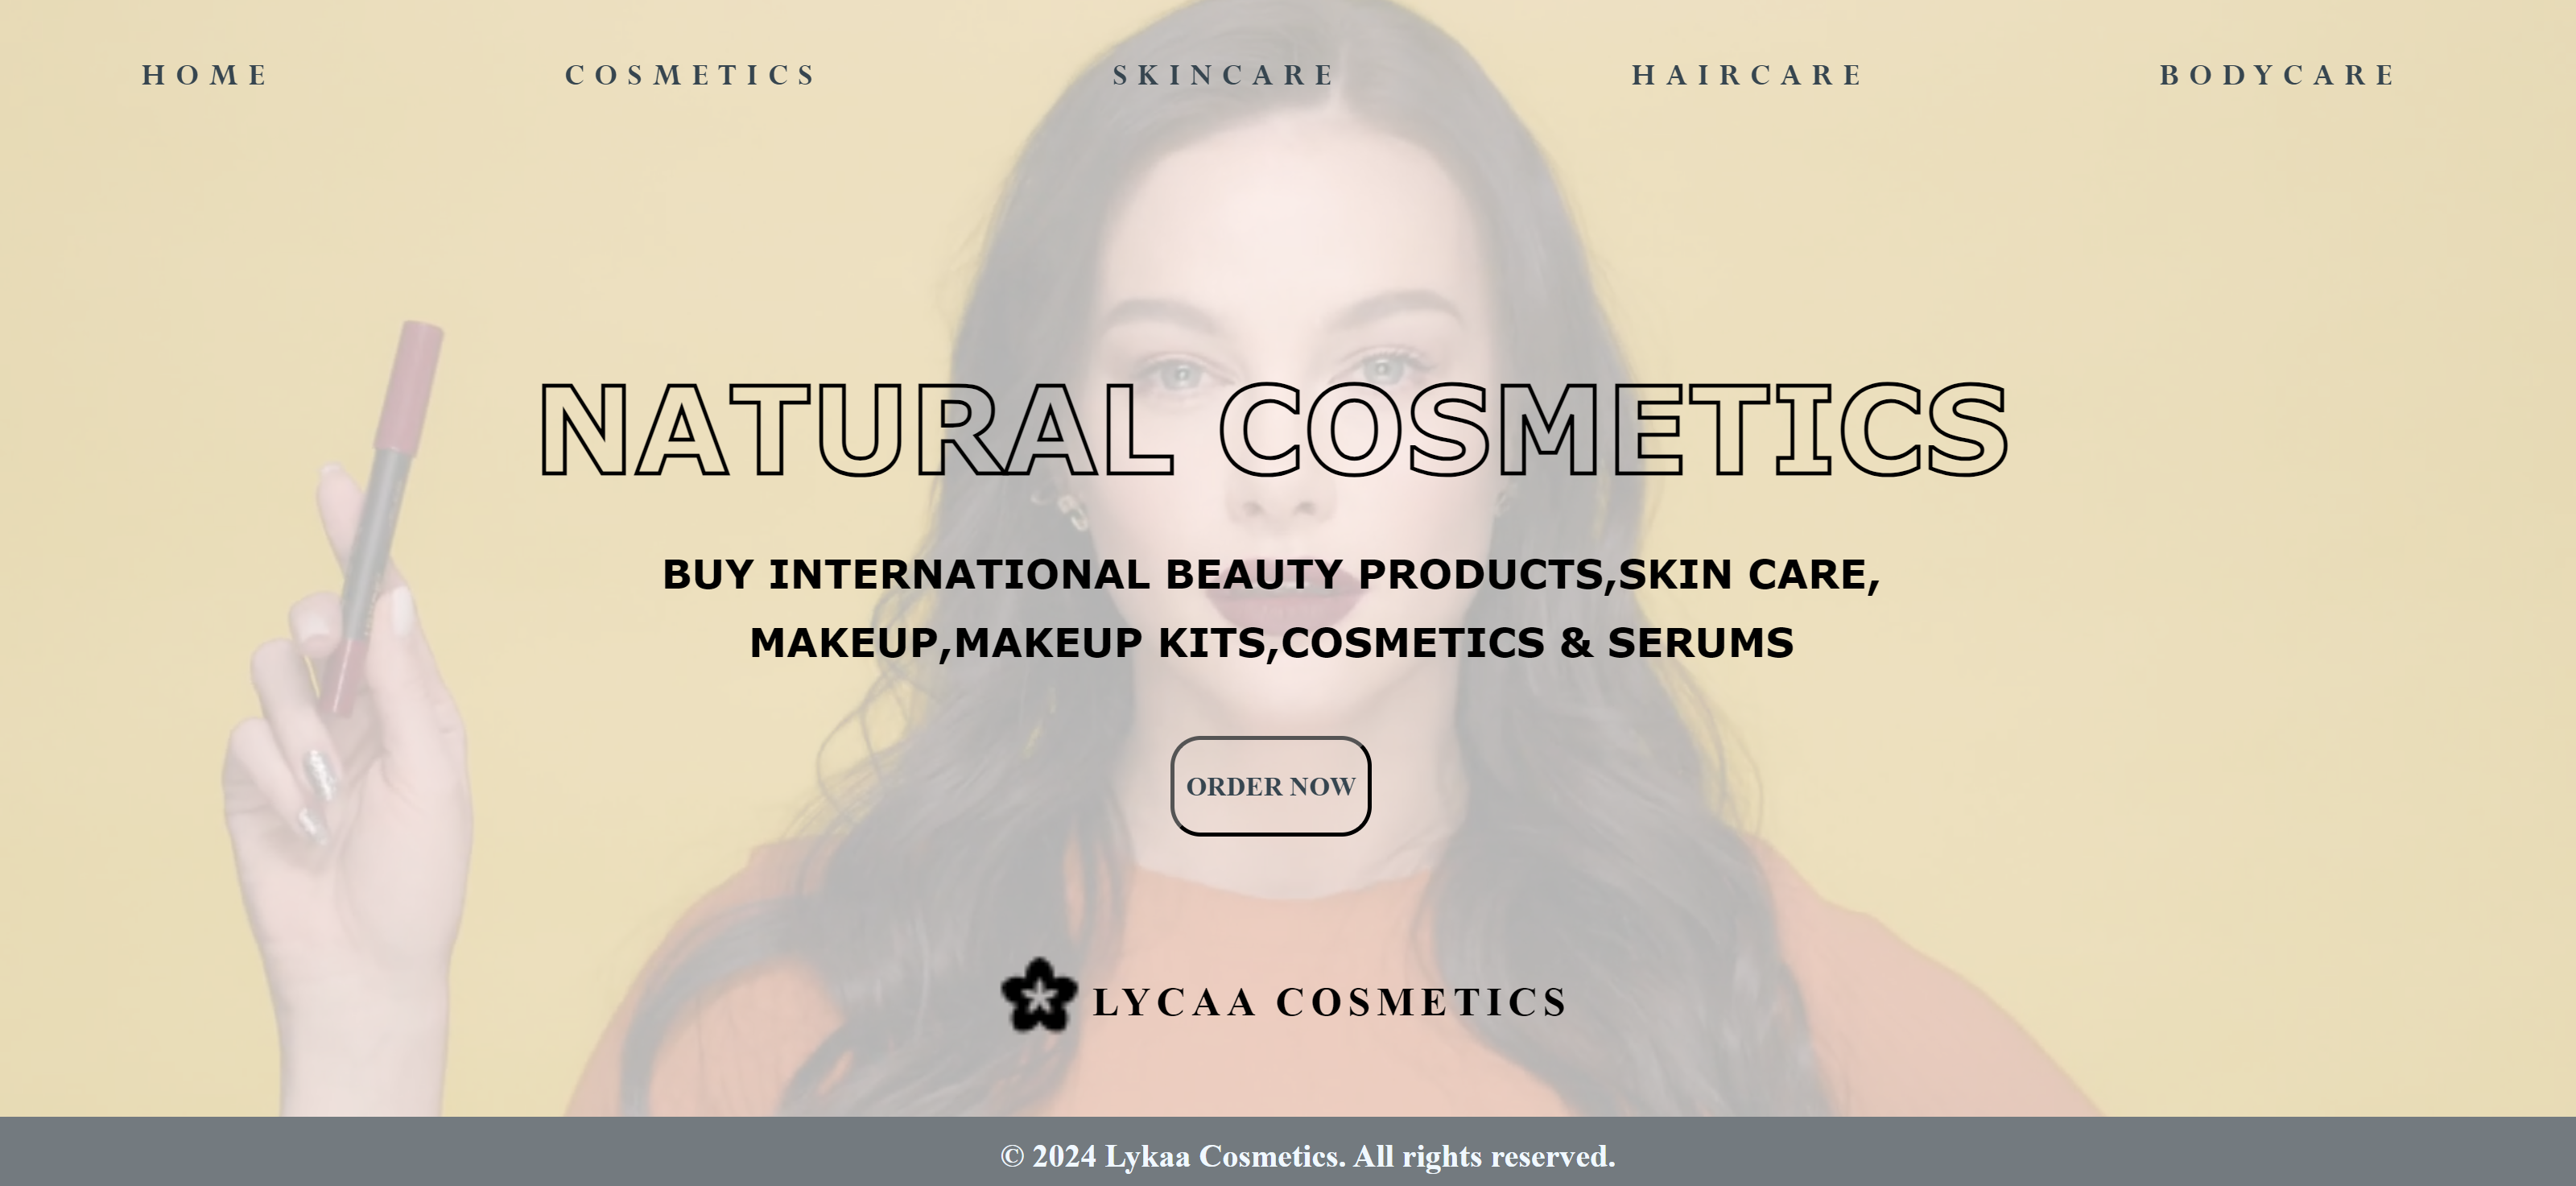 HOME COSMETICS SKINCARE HAIRCARE BODYCARE
NATURAL COSMETICS
BUY INTERNATIONAL BEAUTY PRODUCTS,SKIN CARE,
MAKEUP,MAKEUP KITS,COSMETICS & SERUMS
ORDER NOW
LYCAA COSMETICS
© 2024 Lykaa Cosmetics. All rights reserved.